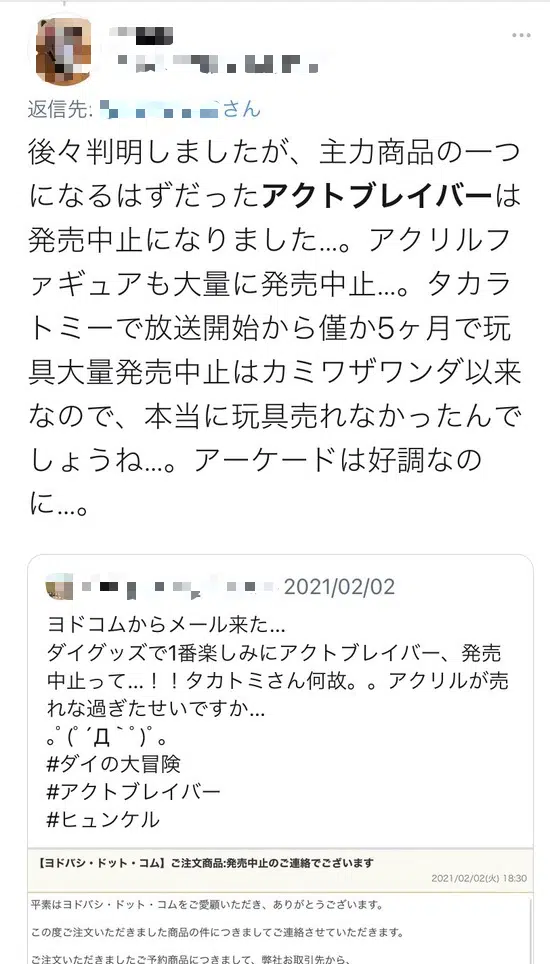 返信先: さん
後々判明しましたが、主力商品の一つ
になるはずだったアクトブレイバーは
発売中止になりました...。アクリルフ
ァギュアも大量に発売中止...。タカラ
トミーで放送開始から僅か5ヶ月で玩
具大量発売中止はカミワザワンダ以来
なので、本当に玩具売れなかったんで
しょうね...。アーケードは好調なの
に...。
2021/02/02
ヨドコムからメール来た...
ダイグッズで1番楽しみにアクトブレイバー、発売
中止って...！！タカトミさん何故。。アクリルが売
れな過ぎたせいですか...
｡ﾟ(ﾟ´Д｀ﾟ)ﾟ｡
#ダイの大冒険
#アクトブレイバー
#ヒュンケル
【ヨドバシ・ドット・コム】ご注文商品:発売中止のご連絡でございます
2021/02/02(火) 18:30
平素はヨドバシ・ドット・コムをご愛顧いただき、ありがとうございます。
この度ご注文いただきました商品の件につきましてご連絡させていただきます。
ご注文いただきましたご予約商品につきまして、弊社お取引先から、